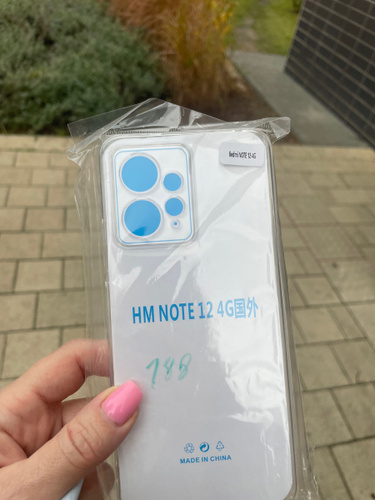 Redmi NOTE 12 4G
HM NOTE 12 4G国外
188
MADE IN CHINA